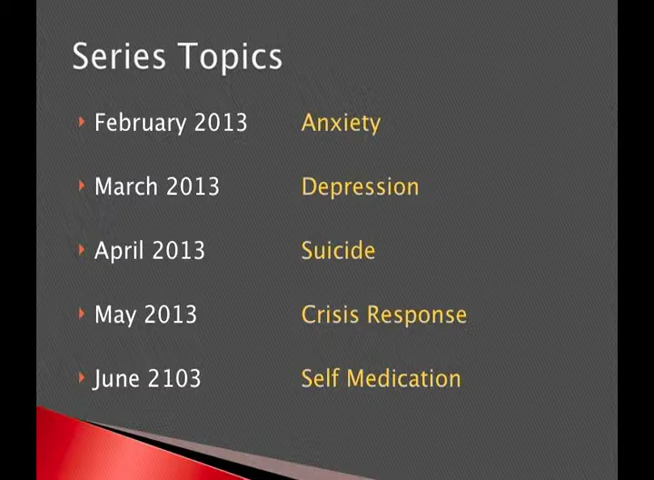 Series Topics
February 2013 Anxiety
March 2013 Depression
April 2013 Suicide
May 2013 Crisis Response
June 2103 Self Medication